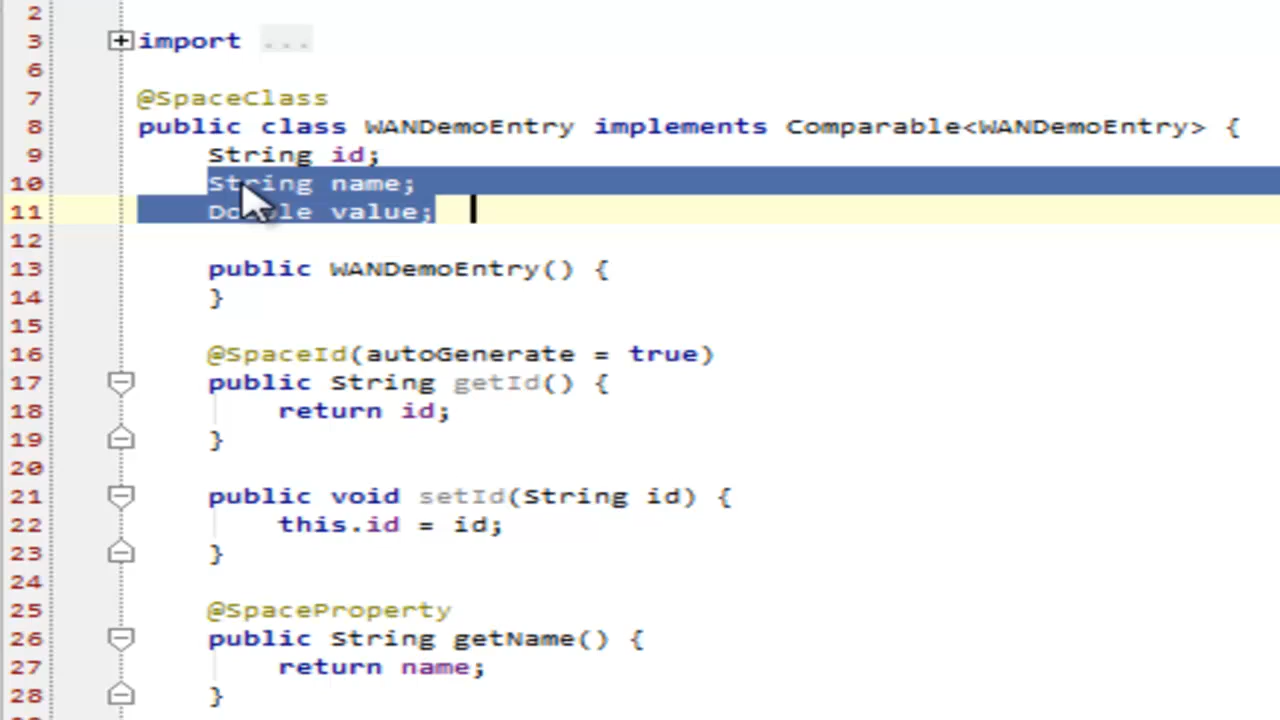 2
3 import ...
6
7 @SpaceClass
8 public class WANDemoEntry implements Comparable<WANDemoEntry> {
9 String id;
10 String name;
11 Double value;
12
13 public WANDemoEntry() {
14 }
15
16 @SpaceId(autoGenerate = true)
17 public String getId() {
18 return id;
19 }
20
21 public void setId(String id) {
22 this.id = id;
23 }
24
25 @SpaceProperty
26 public String getName() {
27 return name;
28 }